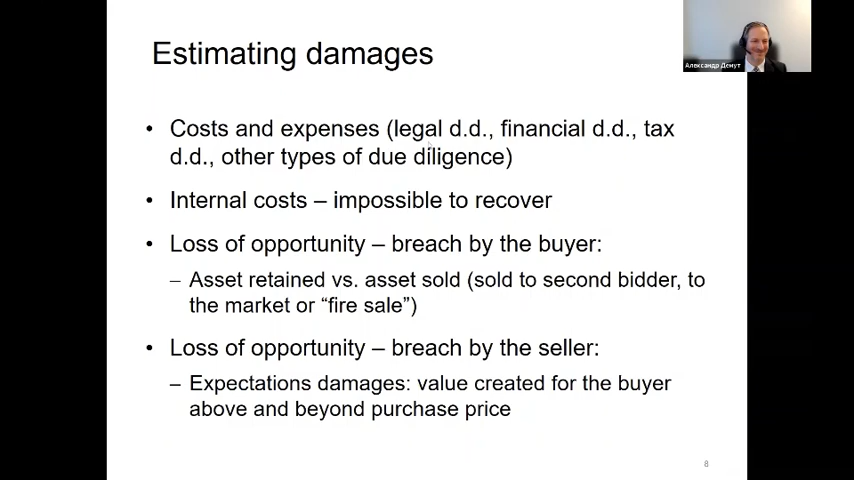 Estimating damages
Александр Демут
• Costs and expenses (legal d.d., financial d.d., tax
d.d., other types of due diligence)
• Internal costs – impossible to recover
• Loss of opportunity – breach by the buyer:
– Asset retained vs. asset sold (sold to second bidder, to
the market or “fire sale”)
• Loss of opportunity – breach by the seller:
– Expectations damages: value created for the buyer
above and beyond purchase price
8